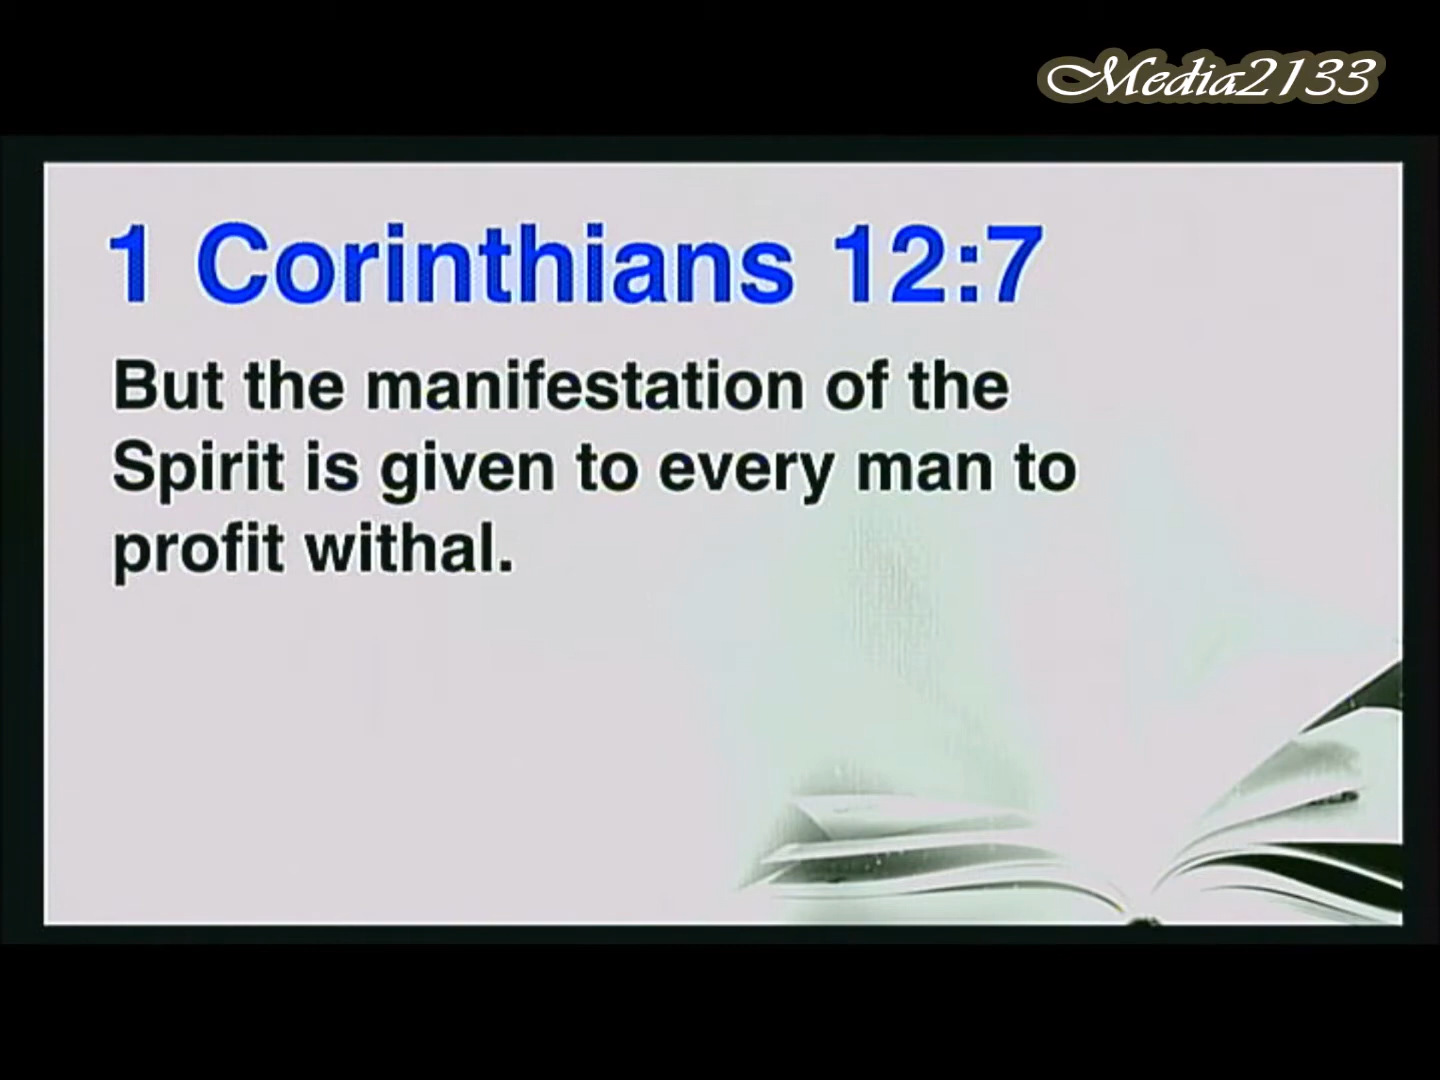 Media2133
1 Corinthians 12:7
But the manifestation of the
Spirit is given to every man to
profit withal.